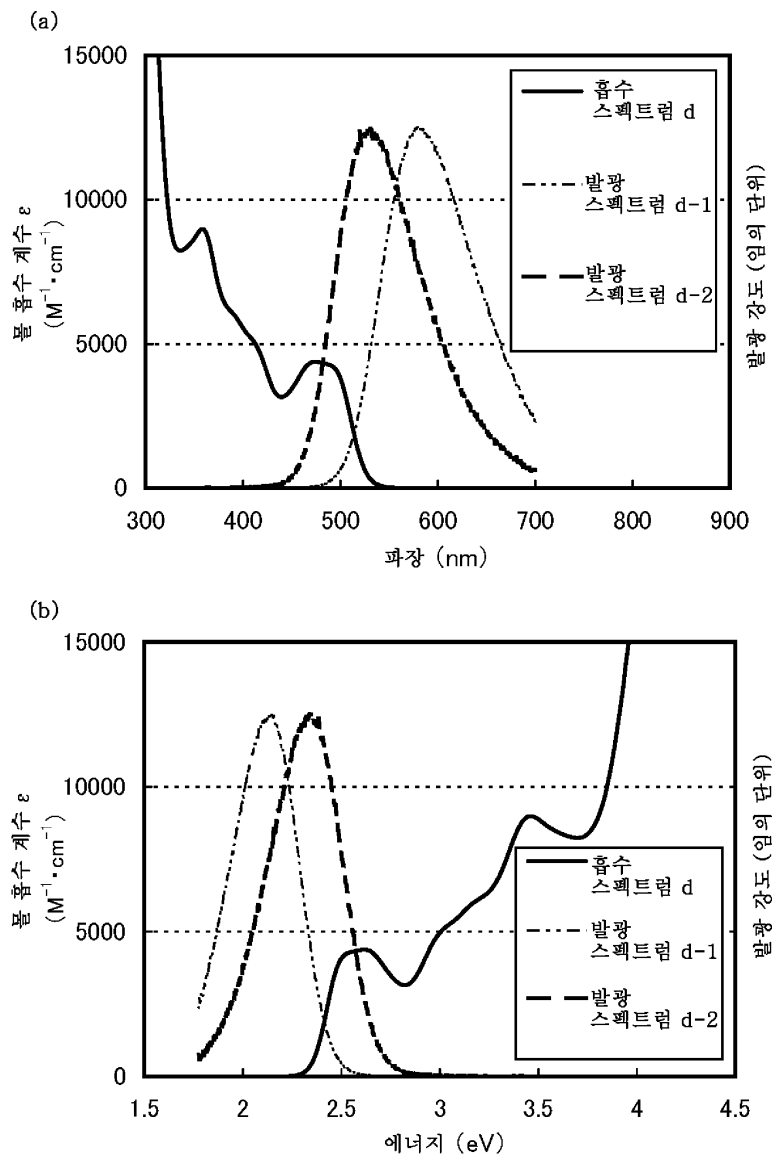 (a)
15000
10000
5000
0
몰 흡수 계수 ε
(M⁻¹·cm⁻¹)
흡수
스펙트럼 d
발광
스펙트럼 d-1
발광
스펙트럼 d-2
발광 강도(임의 단위)
300 400 500 600 700 800 900
파장 (nm)
(b)
15000
10000
5000
0
몰 흡수 계수 ε
(M⁻¹·cm⁻¹)
흡수
스펙트럼 d
발광
스펙트럼 d-1
발광
스펙트럼 d-2
발광 강도(임의 단위)
1.5 2 2.5 3 3.5 4 4.5
에너지 (eV)